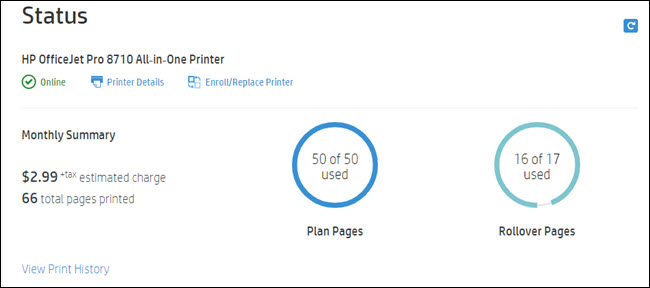 Status
HP OfficeJet Pro 8710 All-in-One Printer
Online Printer Details Enroll/Replace Printer
Monthly Summary
$2.99 +tax estimated charge
66 total pages printed
50 of 50
used
Plan Pages
16 of 17
used
Rollover Pages
View Print History